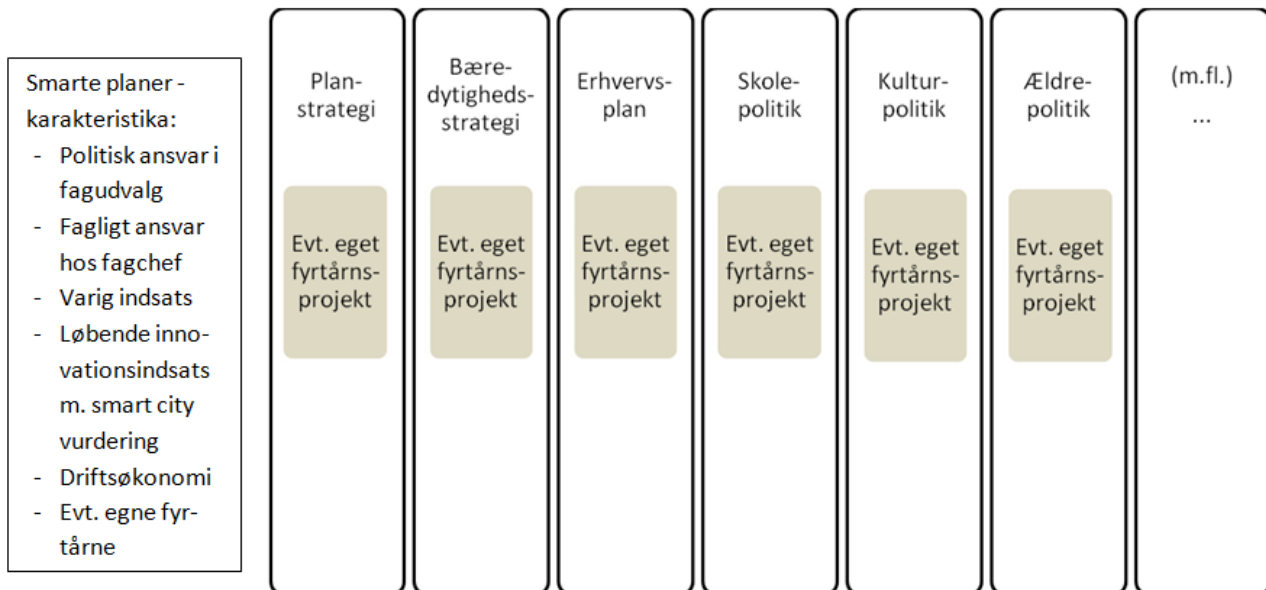 Smarte planer -
karakteristika:
- Politisk ansvar i
fagudvalg
- Fagligt ansvar
hos fagchef
- Varig indsats
- Løbende inno-
vationsindsats
m. smart city
vurdering
- Driftsøkonomi
- Evt. egne fyr-
tårne
Plan-
strategi
Evt. eget
fyrtårns-
projekt
Bære-
dytigheds-
strategi
Evt. eget
fyrtårns-
projekt
Erhvervs-
plan
Evt. eget
fyrtårns-
projekt
Skole-
politik
Evt. eget
fyrtårns-
projekt
Kultur-
politik
Evt. eget
fyrtårns-
projekt
Ældre-
politik
Evt. eget
fyrtårns-
projekt
(m.fl.)
...